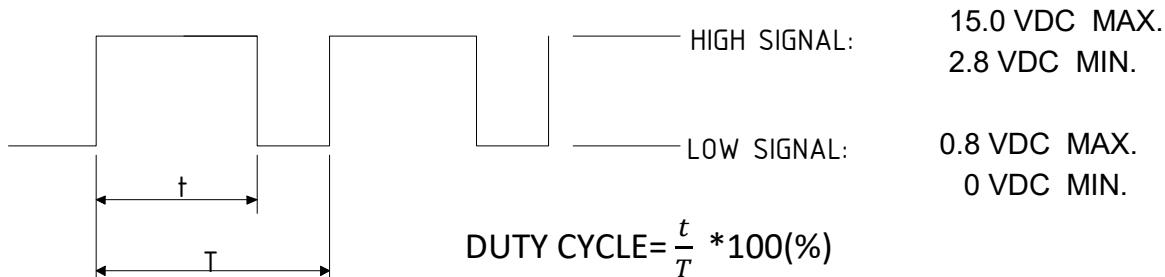 HIGH SIGNAL: 15.0 VDC MAX.
2.8 VDC MIN.
LOW SIGNAL: 0.8 VDC MAX.
0 VDC MIN.
t
T
DUTY CYCLE= t/T *100(%)